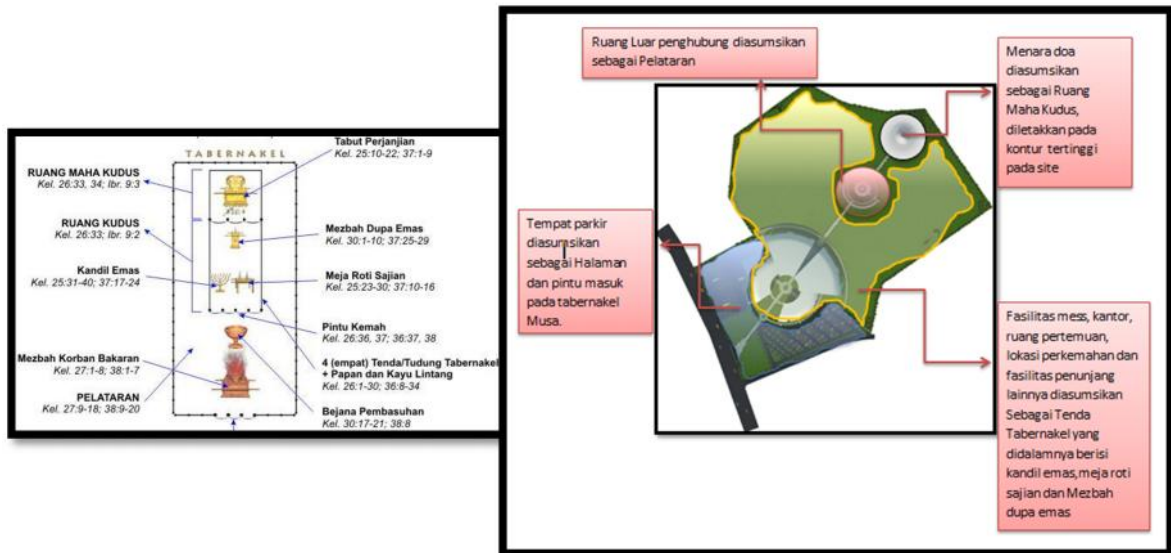 TABERNAKEL
Tabut Perjanjian
Kel. 25:10-22; 37:1-9
RUANG MAHA KUDUS
Kel. 26:33, 34; Ibr. 9:3
RUANG KUDUS
Kel. 26:33; Ibr. 9:2
Mezbah Dupa Emas
Kel. 30:1-10; 37:25-29
Kandil Emas
Kel. 25:31-40; 37:17-24
Meja Roti Sajian
Kel. 25:23-30; 37:10-16
Pintu Kemah
Kel. 26:36, 37; 36:37, 38
Mezbah Korban Bakaran
Kel. 27:1-8; 38:1-7
4 (empat) Tenda/Tudung Tabernakel
+ Papan dan Kayu Lintang
Kel. 26:1-30; 36:8-34
PELATARAN
Kel. 27:9-18; 38:9-20
Bejana Pembasuhan
Kel. 30:17-21; 38:8
Ruang Luar penghubung diasumsikan
sebagai Pelataran
Menara doa
diasumsikan
sebagai Ruang
Maha Kudus,
diletakkan pada
kontur tertinggi
pada site
Tempat parkir
diasumsikan
sebagai Halaman
dan pintu masuk
pada tabernakel
Musa.
Fasilitas mess, kantor,
ruang pertemuan,
lokasi perkemahan dan
fasilitas penunjang
lainnya diasumsikan
Sebagai Tenda
Tabernakel yang
didalamnya berisi
kandil emas,meja roti
sajian dan Mezbah
dupa emas